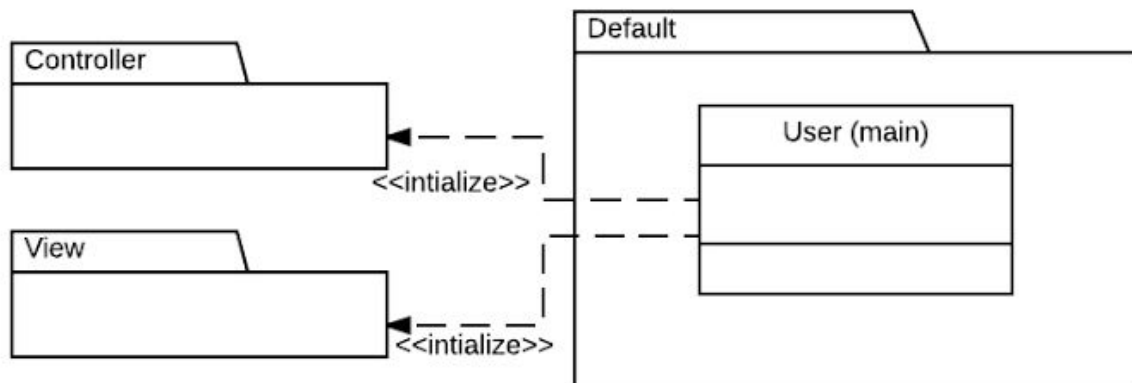 Default
Controller
User (main)
<<intialize>>
View
<<intialize>>